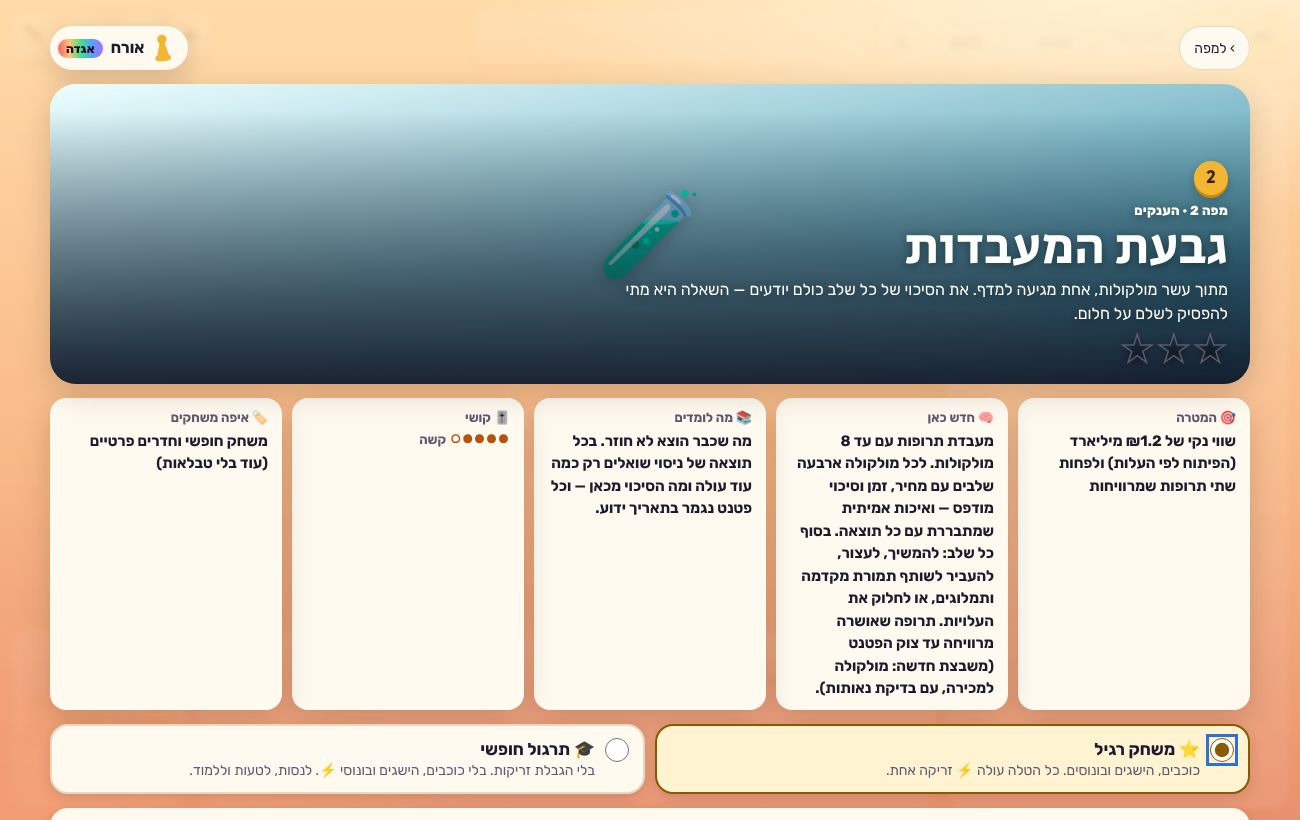 ‹ למפה
אורח אגדה
2
מפה 2 • הענקים
גבעת המעבדות
מתוך עשר מולקולות, אחת מגיעה למדף. את הסיכוי של כל שלב כולם יודעים — השאלה היא מתי
להפסיק לשלם על חלום.
🎯 המטרה
שווי נקי של ₪1.2 מיליארד
(הפיתוח לפי העלות) ולפחות
שתי תרופות שמרוויחות
🧠 חדש כאן
מעבדת תרופות עם עד 8
מולקולות. לכל מולקולה ארבעה
שלבים עם מחיר, זמן וסיכוי
מודפס — ואיכות אמיתית
שמתבררת עם כל תוצאה. בסוף
כל שלב: להמשיך, לעצור,
להעביר לשותף תמורת מקדמה
ותמלוגים, או לחלוק את
העלויות. תרופה שאושרה
מרוויחה עד צוק הפטנט
(משבצת חדשה: מולקולה
למכירה, עם בדיקת נאותות).
📚 מה לומדים
מה שכבר הוצא לא חוזר. בכל
תוצאה של ניסוי שואלים רק כמה
עוד עולה ומה הסיכוי מכאן — וכל
פטנט נגמר בתאריך ידוע.
🎚️ קושי
קשה
🏷️ איפה משחקים
משחק חופשי וחדרים פרטיים
(עוד בלי טבלאות)
⭐ משחק רגיל
כוכבים, הישגים ובונוסים. כל הטלה עולה ⚡ זריקה אחת.
🎓 תרגול חופשי
בלי הגבלת זריקות. בלי כוכבים, הישגים ובונוסי ⚡. לנסות, לטעות וללמוד.